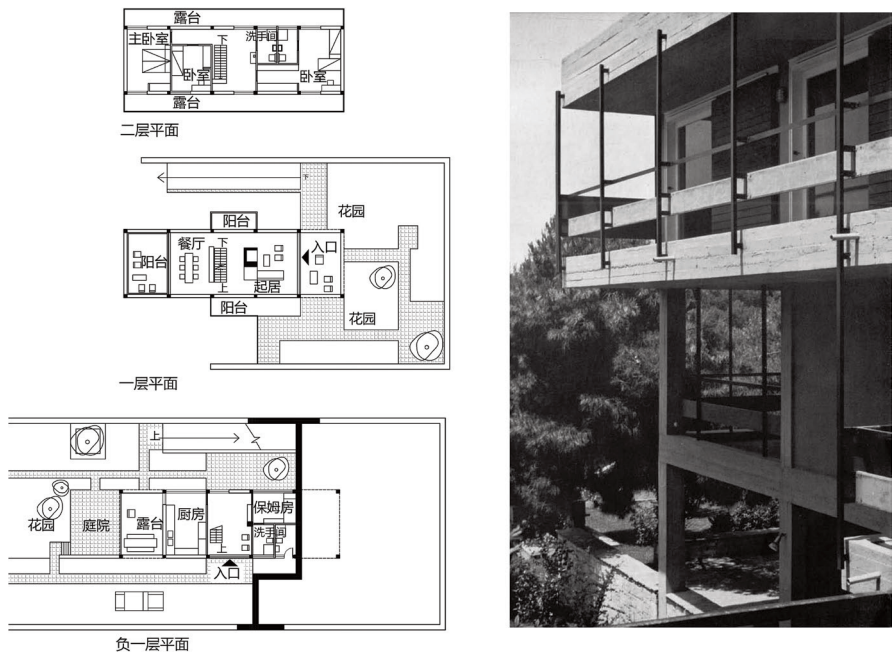 露台
主卧室
下
洗手间
卧室
卧室
露台
二层平面
下
花园
阳台
餐厅
下
入口
阳台
起居
上
阳台
花园
一层平面
上
保姆房
厨房
花园
庭院
露台
洗手间
上
入口
负一层平面